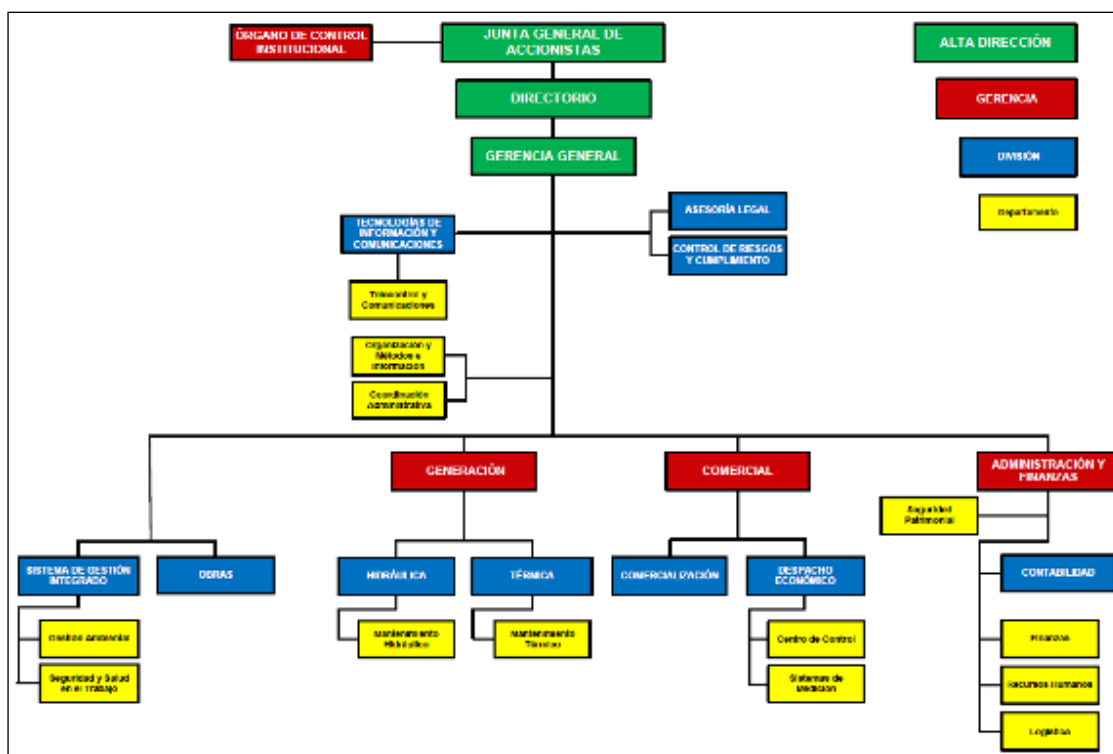 ÓRGANO DE CONTROL
INSTITUCIONAL
JUNTA GENERAL DE
ACCIONISTAS
ALTA DIRECCIÓN
DIRECTORIO
GERENCIA
GERENCIA GENERAL
DIVISIÓN
ASESORÍA LEGAL
Departamento
TECNOLOGÍAS DE
INFORMACIÓN Y
COMUNICACIONES
CONTROL DE RIESGOS
Y CUMPLIMIENTO
Telecontrol y
Comunicaciones
Organización y
Métodos e
Información
Coordinación
Administrativa
GENERACIÓN
COMERCIAL
ADMINISTRACIÓN Y
FINANZAS
Seguridad
Patrimonial
SISTEMA DE GESTIÓN
INTEGRADO
OBRAS
HIDRÁULICA
TÉRMICA
COMERCIALIZACIÓN
DESPACHO
ECONÓMICO
CONTABILIDAD
Gestión Ambiental
Mantenimiento
Hidráulico
Mantenimiento
Térmico
Centro de Control
Finanzas
Seguridad y Salud
en el Trabajo
Sistemas de
Medición
Recursos Humanos
Logística